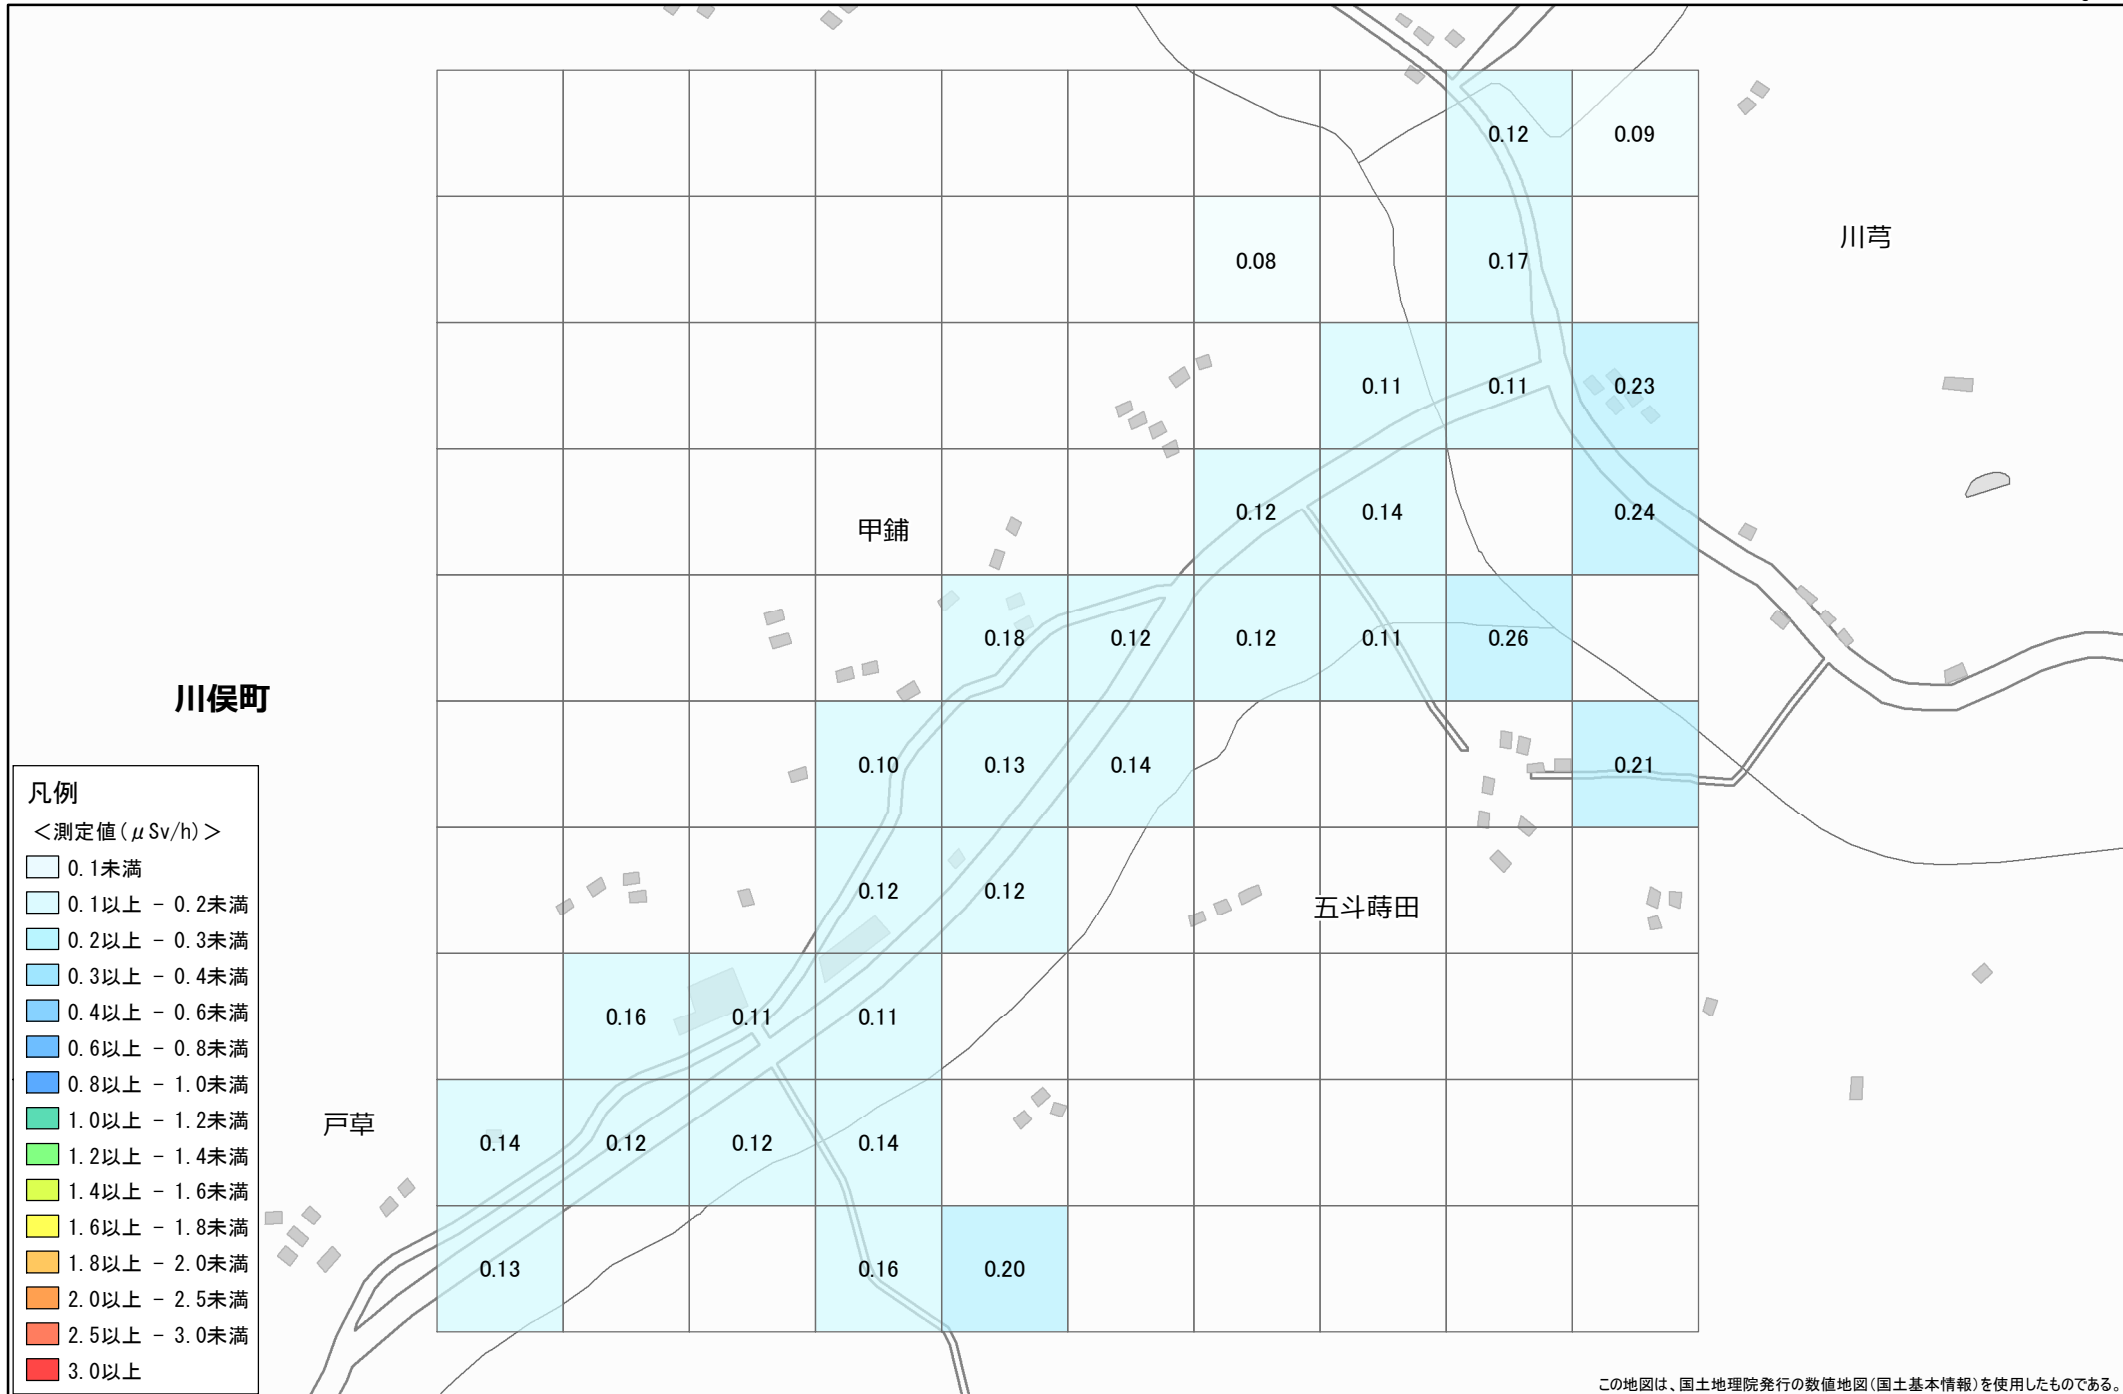 0.12 0.09
川芎
0.08 0.17
0.11 0.11 0.23
0.12 0.14 0.24
甲鋪
0.18 0.12 0.12 0.11 0.26
川俣町
0.10 0.13 0.14 0.21
0.12 0.12
五斗蒔田
0.16 0.11 0.11
戸草
0.14 0.12 0.12 0.14
0.13 0.16 0.20
凡例
＜測定値(μSv/h)＞
0.1未満
0.1以上 - 0.2未満
0.2以上 - 0.3未満
0.3以上 - 0.4未満
0.4以上 - 0.6未満
0.6以上 - 0.8未満
0.8以上 - 1.0未満
1.0以上 - 1.2未満
1.2以上 - 1.4未満
1.4以上 - 1.6未満
1.6以上 - 1.8未満
1.8以上 - 2.0未満
2.0以上 - 2.5未満
2.5以上 - 3.0未満
3.0以上
この地図は、国土地理院発行の数値地図(国土基本情報)を使用したものである。